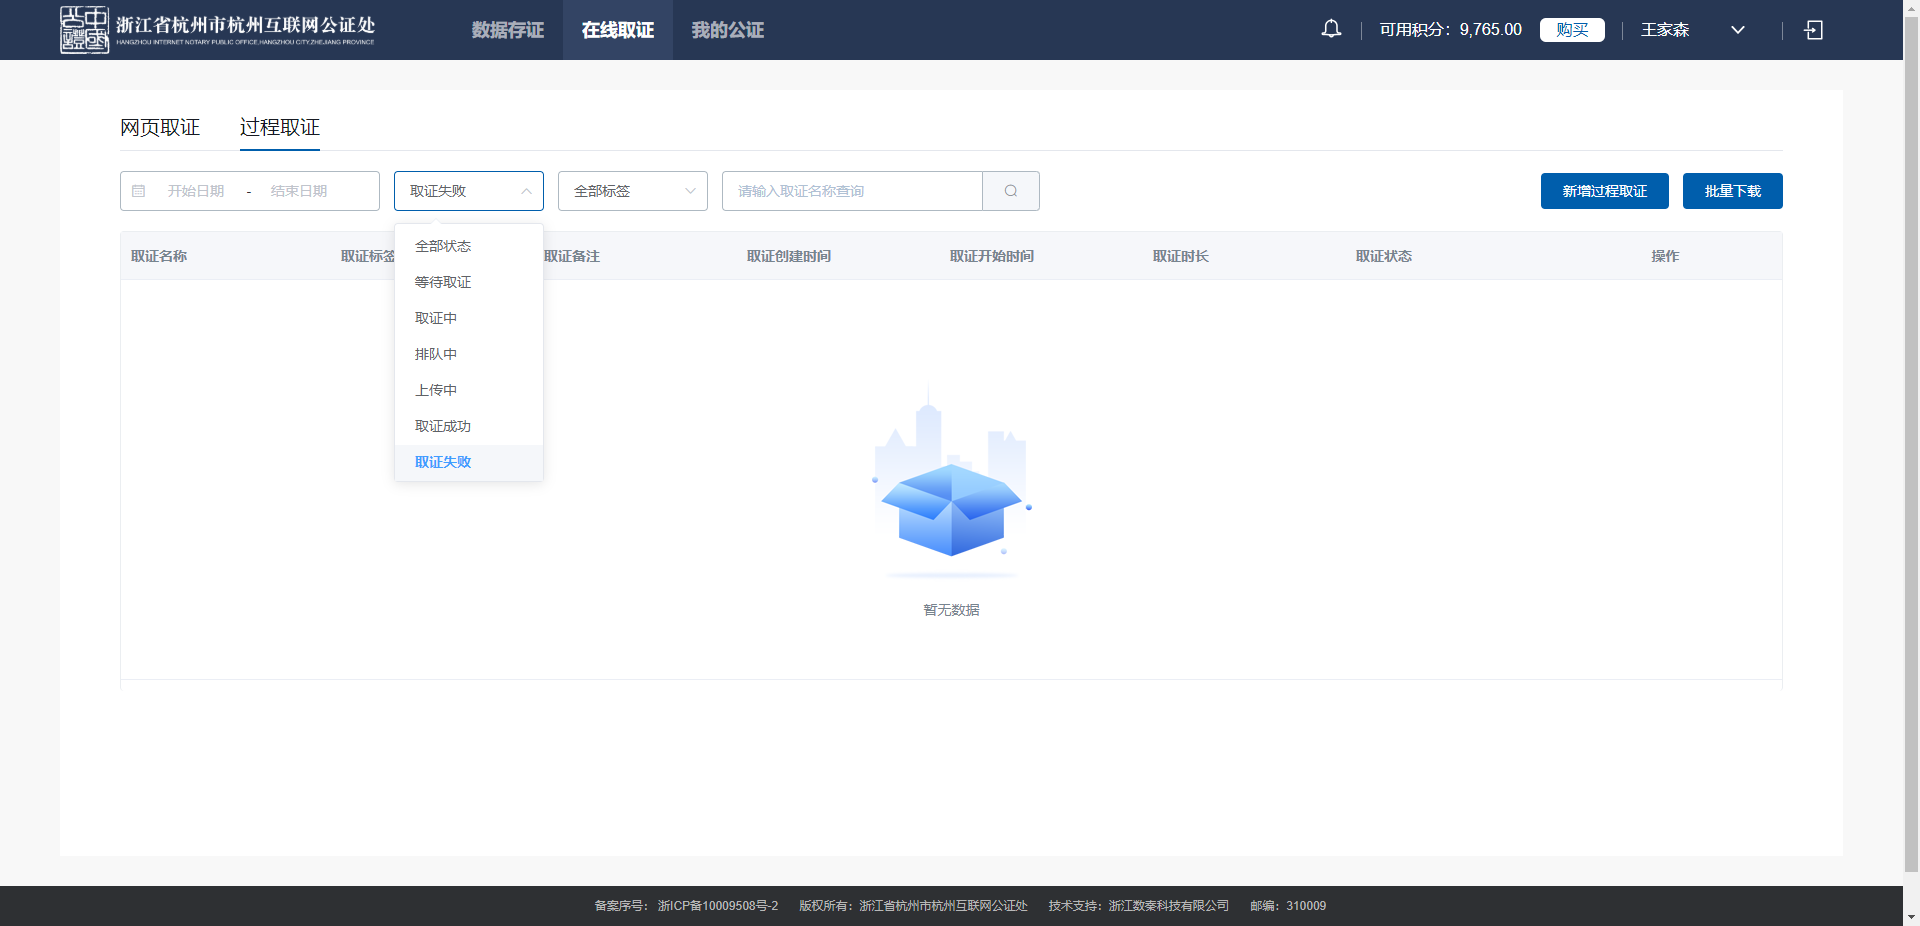 浙江省杭州市杭州互联网公证处
HANGZHOU INTERNET NOTARY PUBLIC OFFICE,HANGZHOU CITY,ZHEJIANG PROVINCE
数据存证 在线取证 我的公证
可用积分：9,765.00 购买 王家森
网页取证 过程取证
开始日期 - 结束日期 取证失败 全部标签 请输入取证名称查询 新增过程取证 批量下载
取证名称 取证标签 取证备注 取证创建时间 取证开始时间 取证时长 取证状态 操作
全部状态
等待取证
取证中
排队中
上传中
取证成功
取证失败
暂无数据
备案序号： 浙ICP备10009508号-2 版权所有：浙江省杭州市杭州互联网公证处 技术支持：浙江数秦科技有限公司 邮编：310009